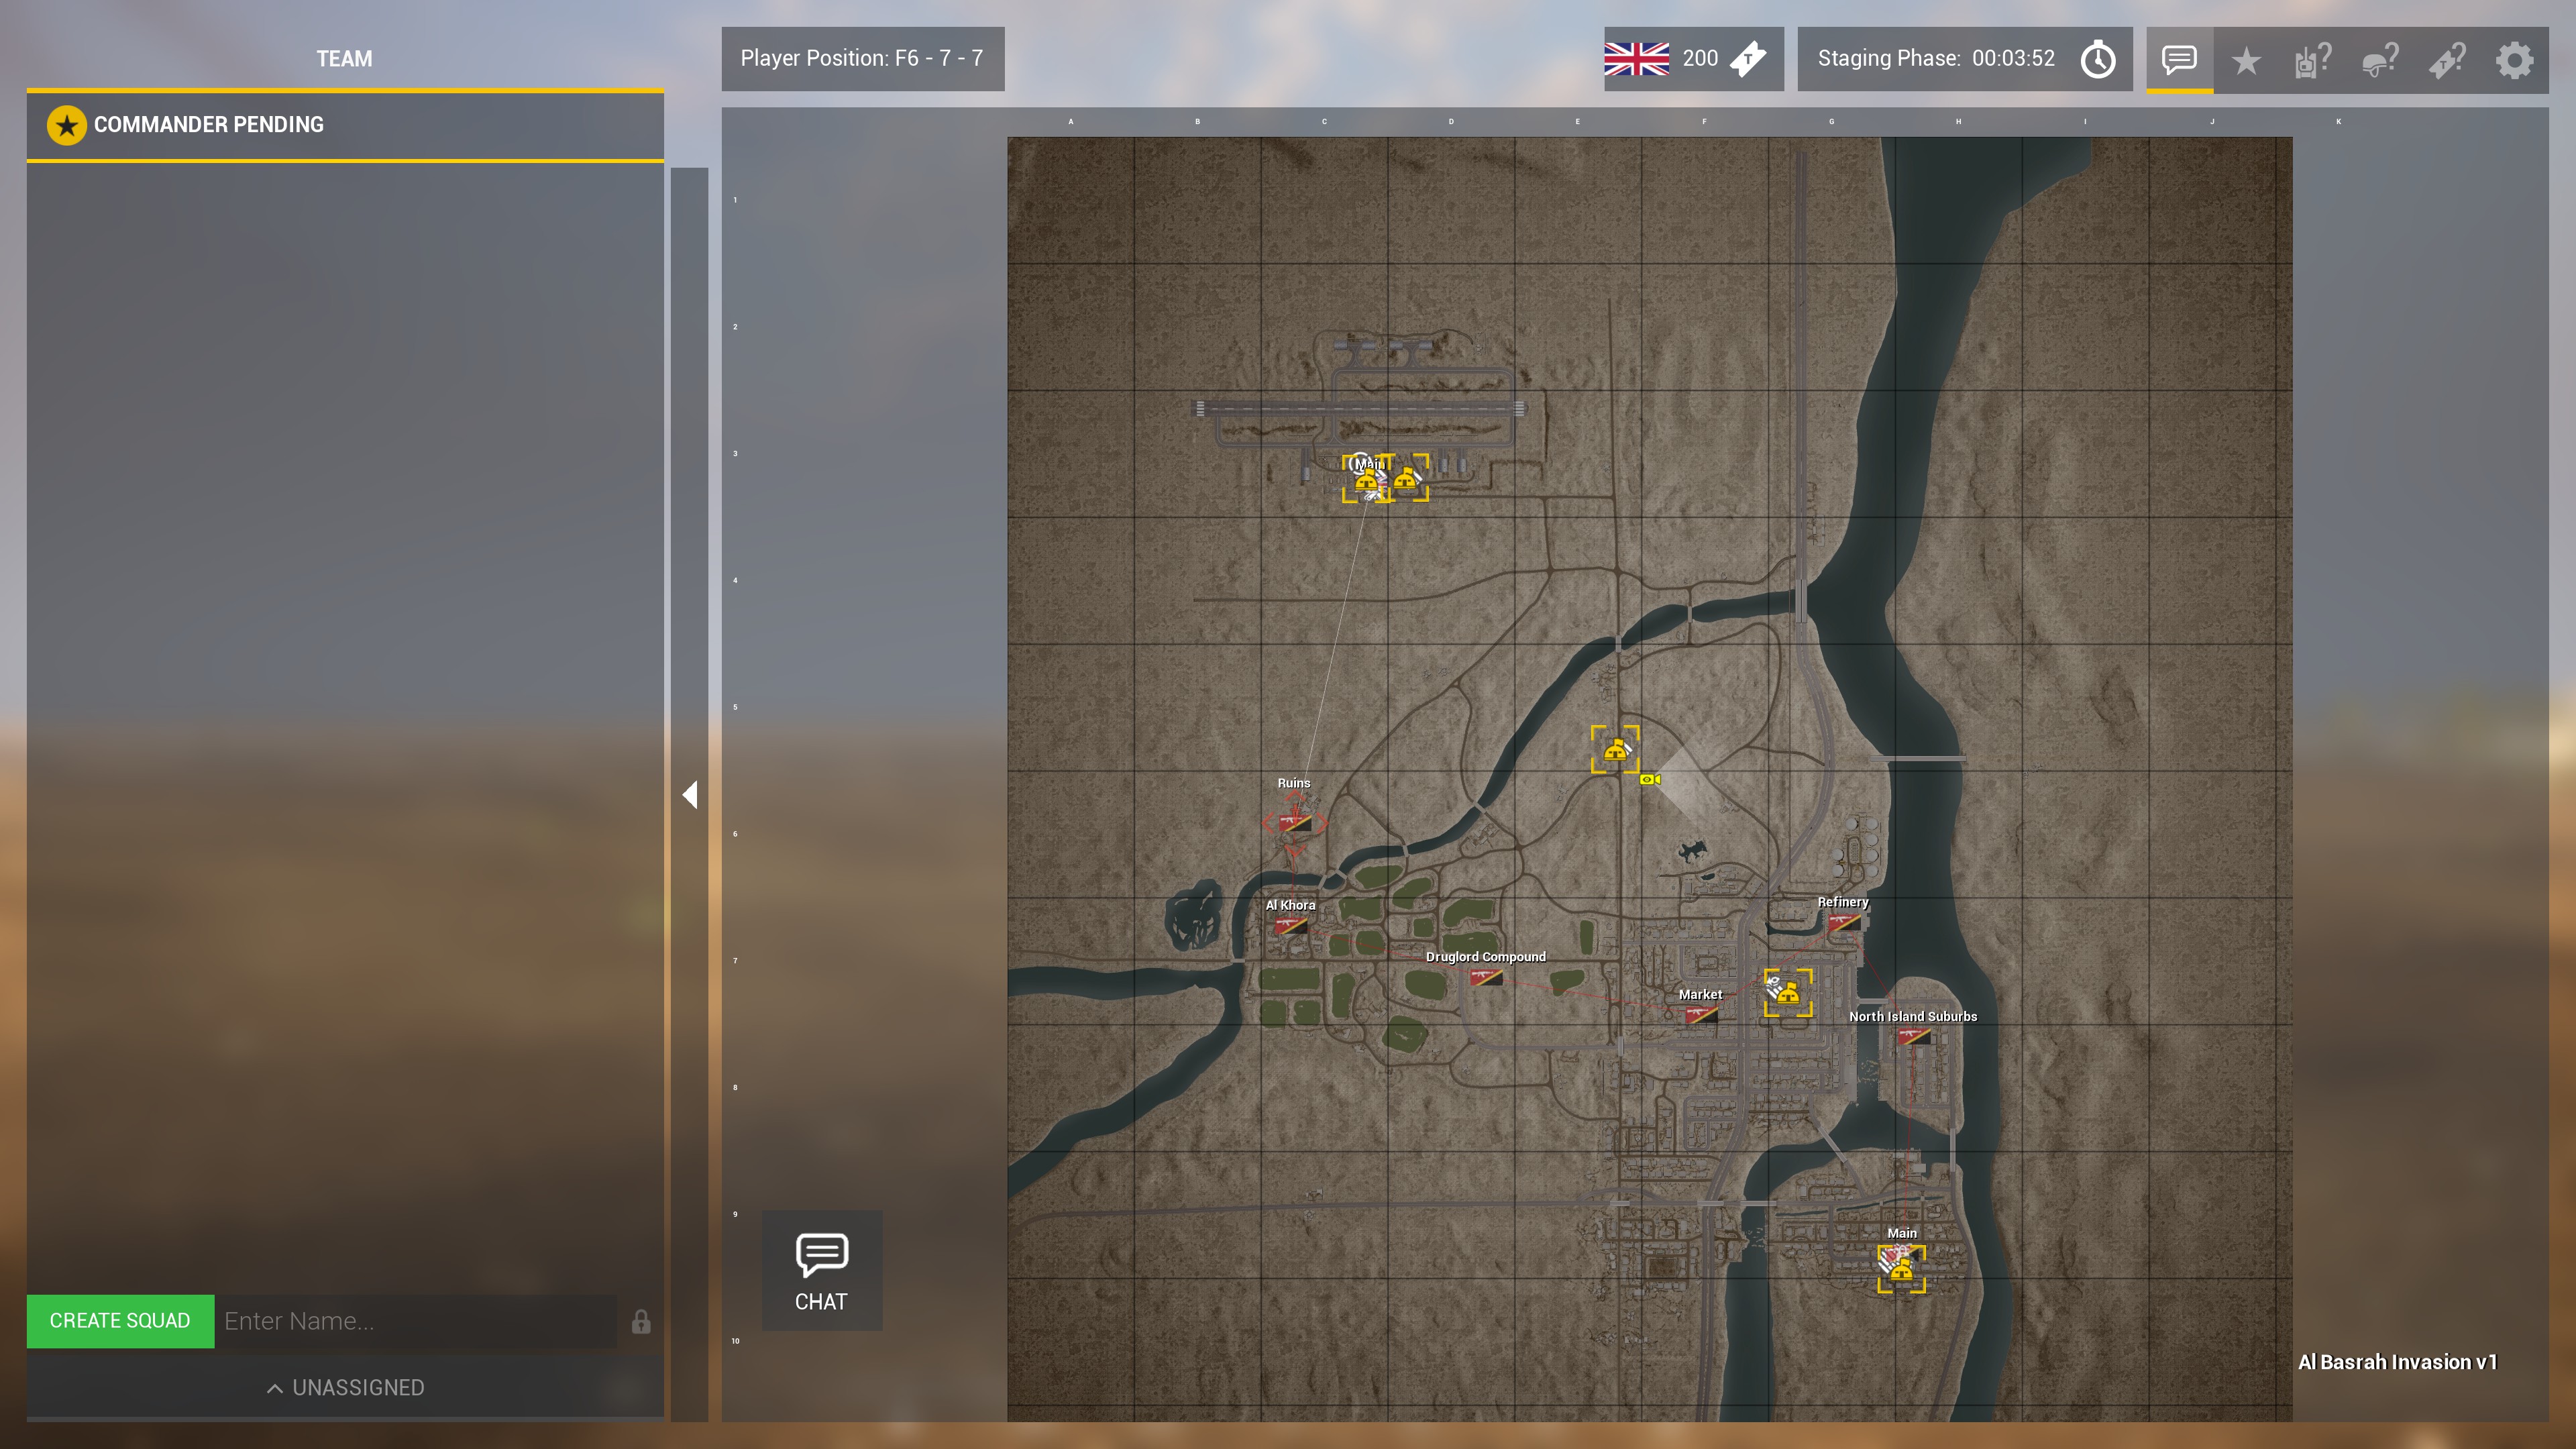 TEAM
Player Position: F6 - 7 - 7
200
T
Staging Phase: 00:03:52
?
?
T?
COMMANDER PENDING
A B C D E F G H I J K
1
2
3
Main
4
5
Ruins
6
Al Khora
Refinery
Druglord Compound
7
Market
North Island Suburbs
8
9
Main
CHAT
CREATE SQUAD
Enter Name...
10
Al Basrah Invasion v1
UNASSIGNED